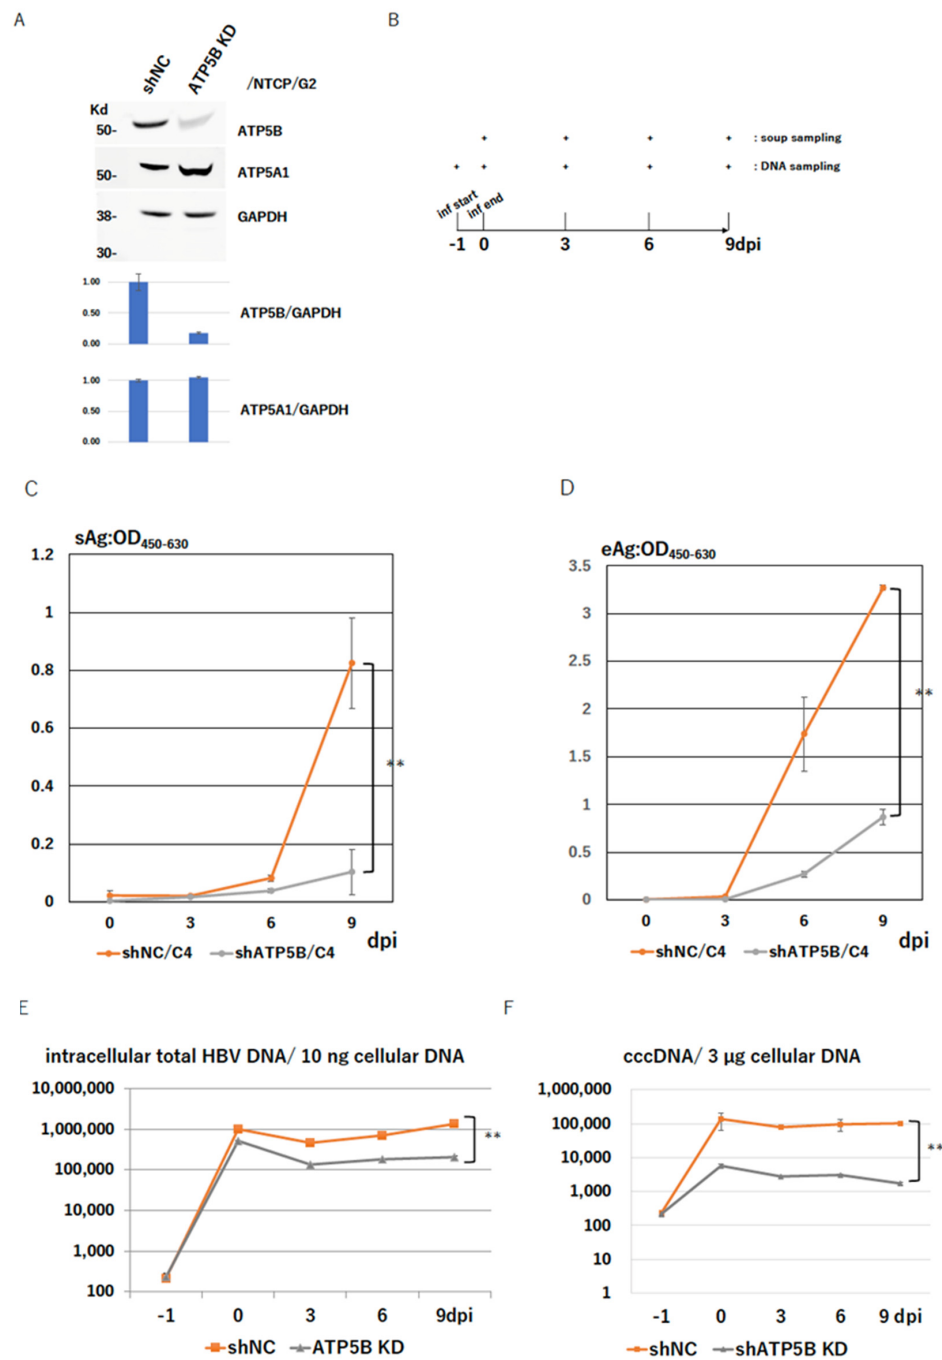 A
shNC
ATP5B KD
/NTCP/G2
Kd
50-
ATP5B
50-
ATP5A1
38-
GAPDH
30-
1.00
0.50
0.00
ATP5B/GAPDH
1.00
0.50
0.00
ATP5A1/GAPDH
B
+ + + + : soup sampling
+ + + + + : DNA sampling
inf start
inf end
-1 0 3 6 9dpi
C
sAg:OD450-630
1.2
1
0.8
0.6
0.4
0.2
0
**
0 3 6 9 dpi
shNC/C4 shATP5B/C4
D
eAg:OD450-630
3.5
3
2.5
2
1.5
1
0.5
0
**
0 3 6 9 dpi
shNC/C4 shATP5B/C4
E
intracellular total HBV DNA/ 10 ng cellular DNA
10,000,000
1,000,000
100,000
10,000
1,000
100
**
-1 0 3 6 9dpi
shNC ATP5B KD
F
cccDNA/ 3 μg cellular DNA
1,000,000
100,000
10,000
1,000
100
10
1
**
-1 0 3 6 9 dpi
shNC shATP5B KD